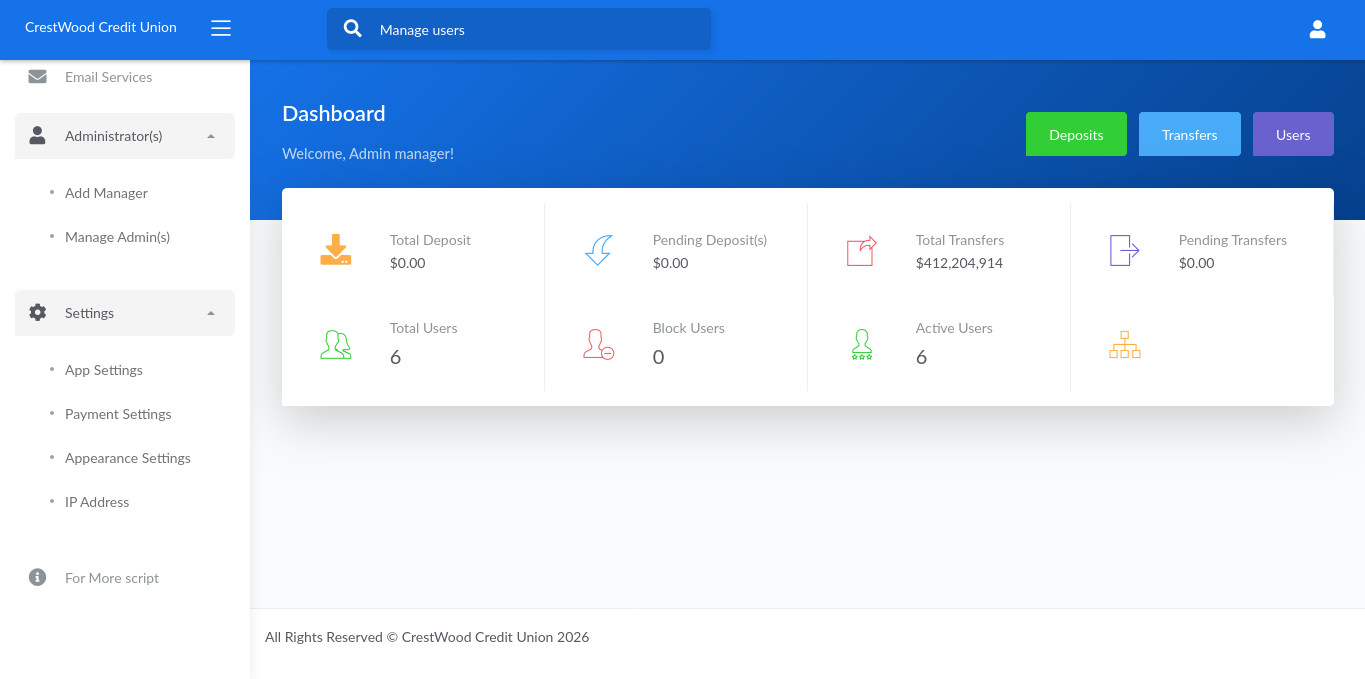 CrestWood Credit Union
Manage users
Email Services
Administrator(s)
Add Manager
Manage Admin(s)
Settings
App Settings
Payment Settings
Appearance Settings
IP Address
For More script
Dashboard
Welcome, Admin manager!
Deposits
Transfers
Users
Total Deposit
$0.00
Pending Deposit(s)
$0.00
Total Transfers
$412,204,914
Pending Transfers
$0.00
Total Users
6
Block Users
0
Active Users
6
All Rights Reserved © CrestWood Credit Union 2026